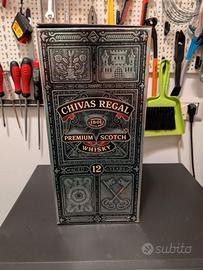 CHIVAS REGAL
1801
PREMIUM SCOTCH
WHISKY
12
subito